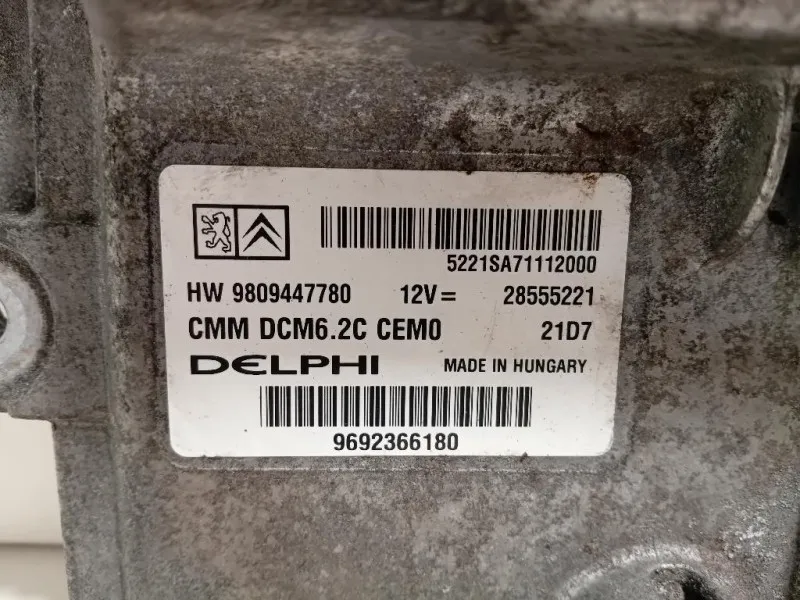 5221SA71112000
HW 9809447780 12V= 28555221
CMM DCM6.2C CEM0 21D7
DELPHI MADE IN HUNGARY
9692366180